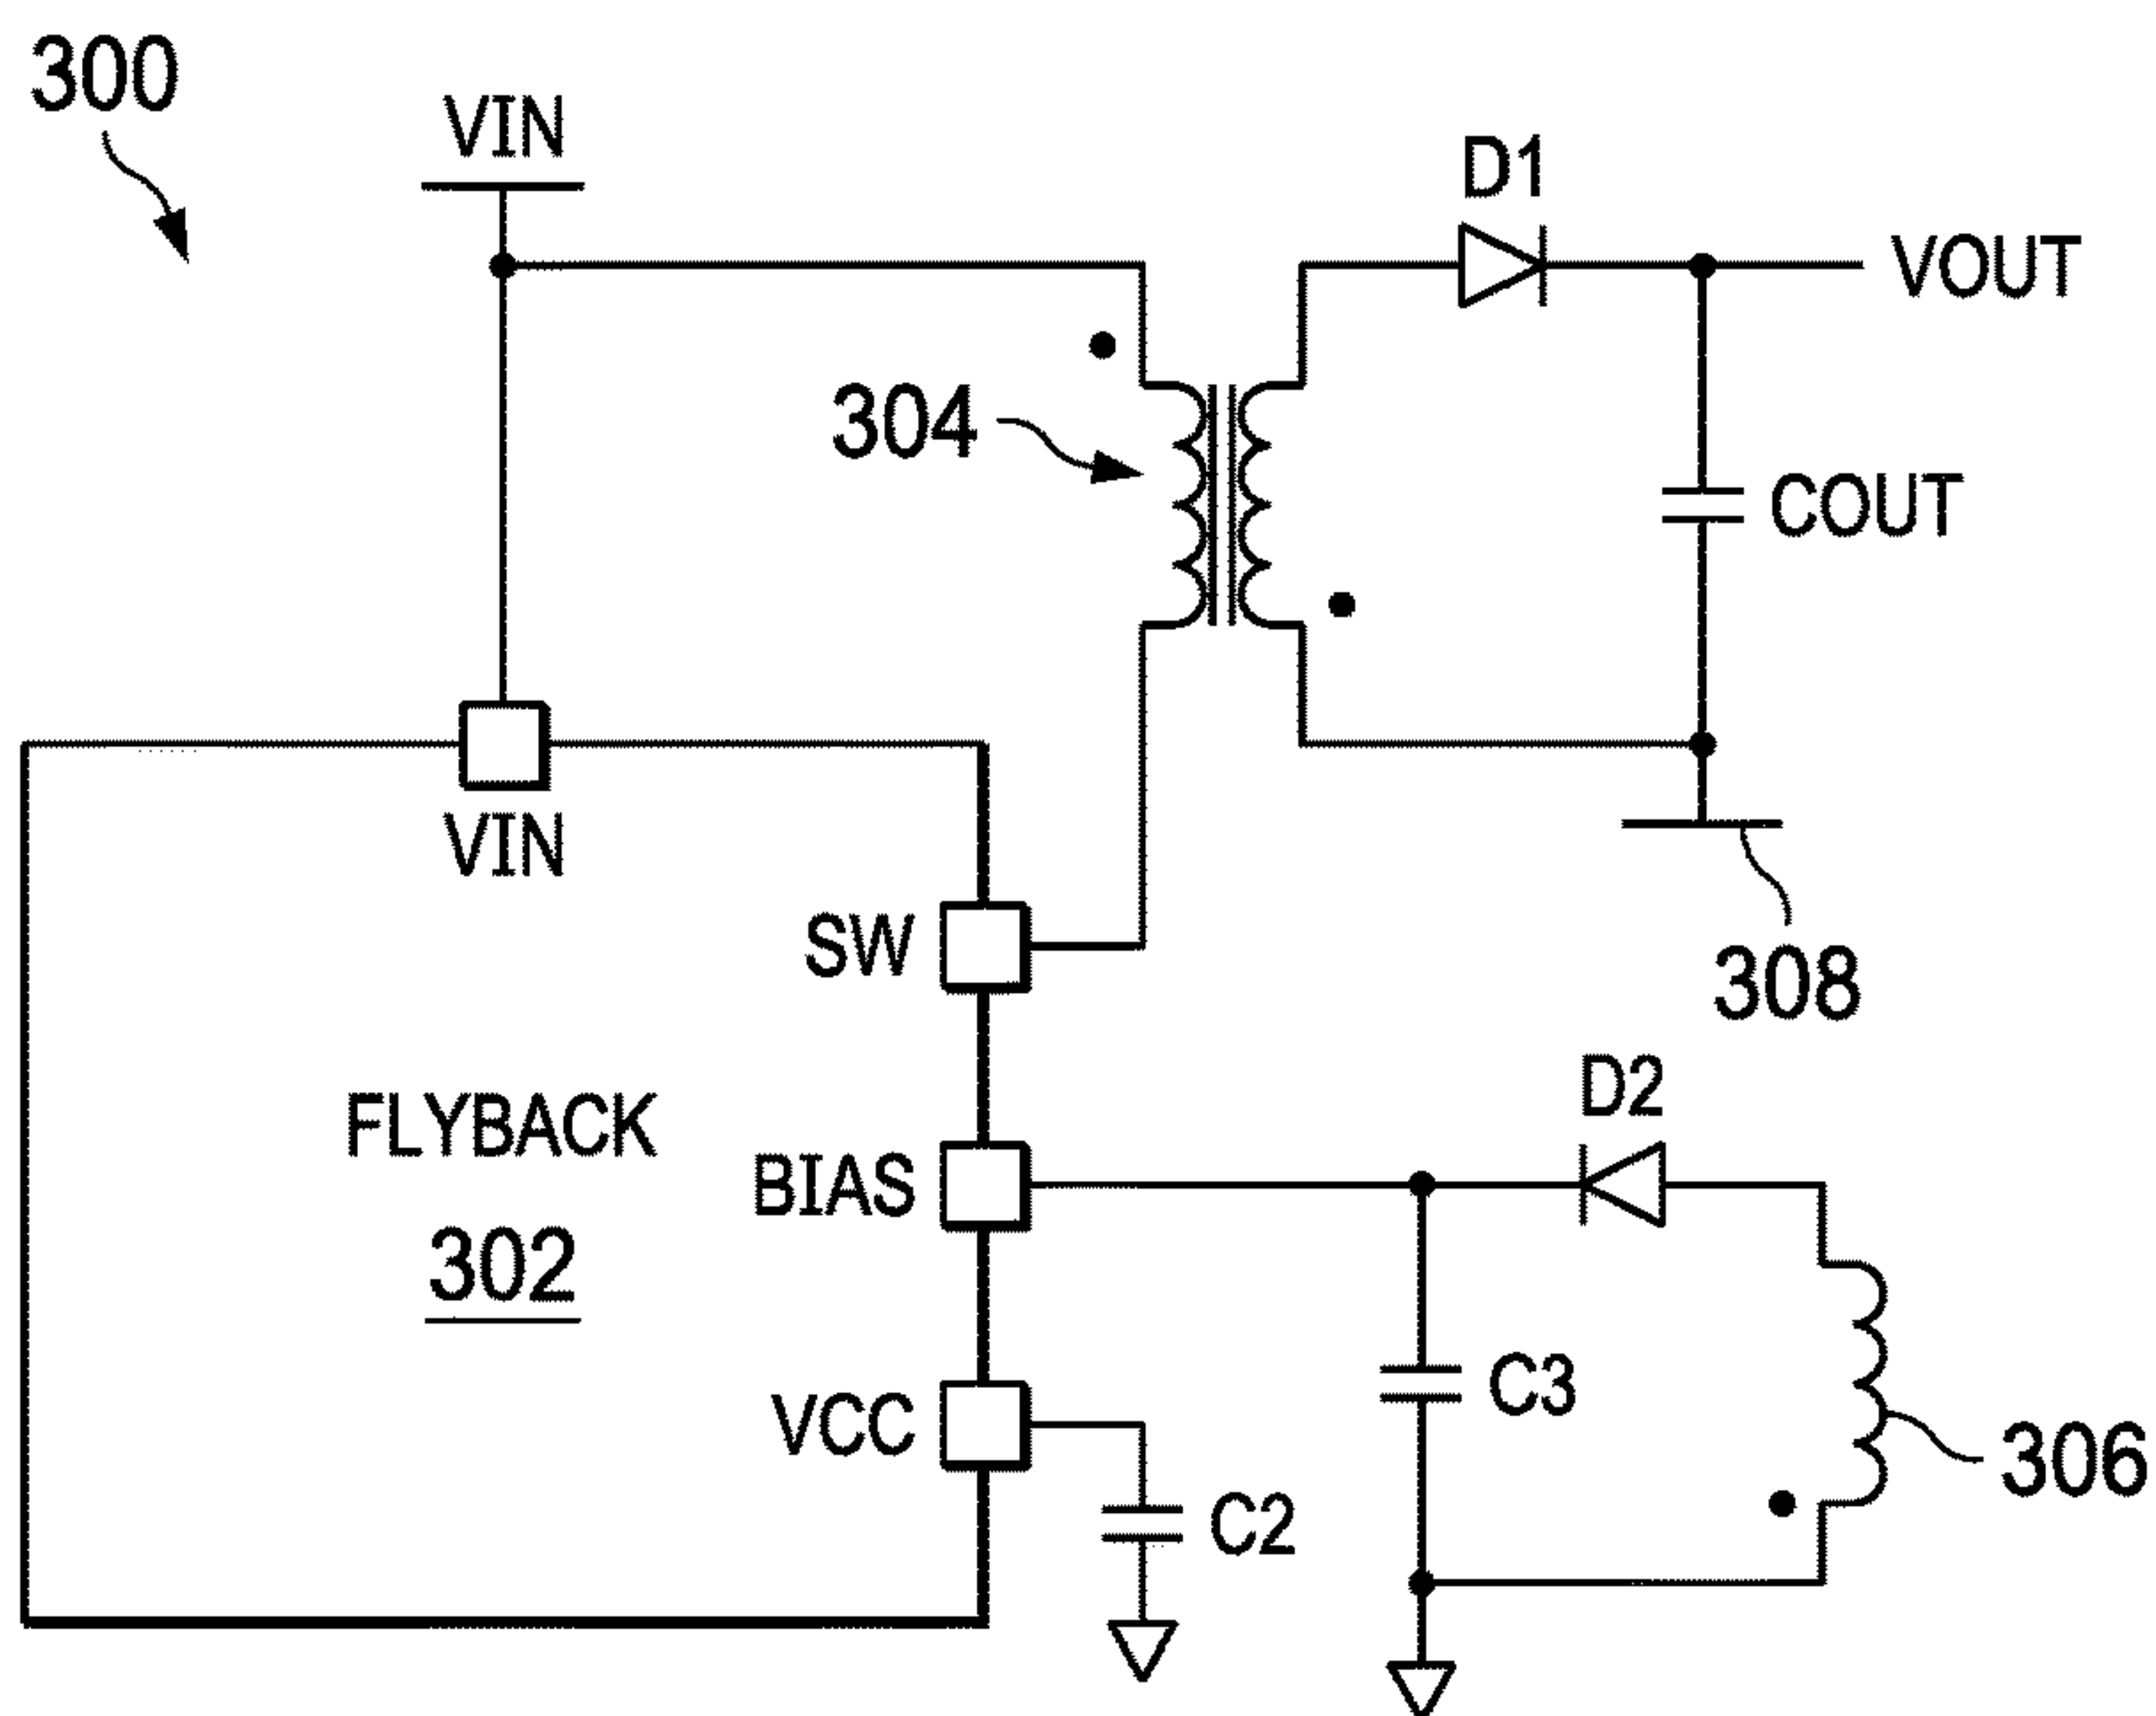 300
VIN
D1
VOUT
304
COUT
VIN
SW
308
FLYBACK
302
BIAS
D2
VCC
C3
C2
306